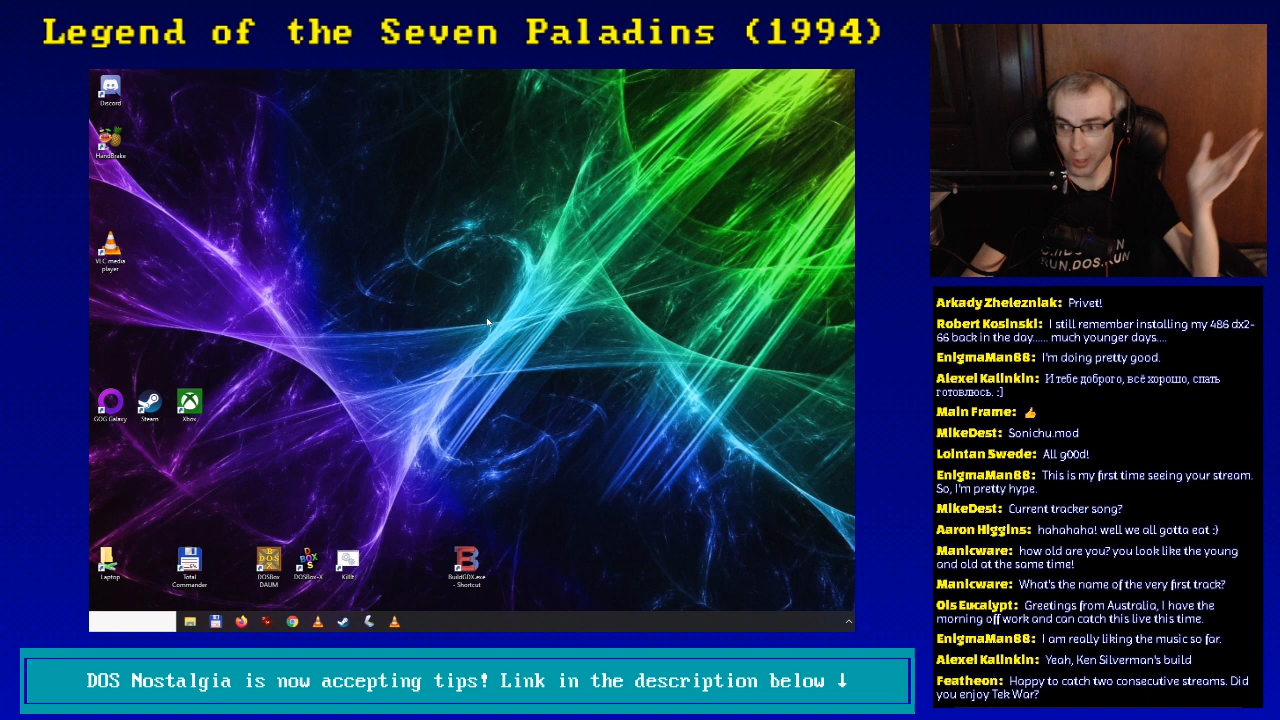 Legend of the Seven Paladins (1994)
Discord
HandBrake
VLC media
player
GOG Galaxy
Steam
Xbox
Laptop
Total
Commander
DOSBox
DAUM
DOSBox-X
KillIt!
BuildGDX.exe
- Shortcut
DOS Nostalgia is now accepting tips! Link in the description below ↓
RUN.DOS.RUN
Arkady Zhelezniak: Privet!
Robert Kosinski: I still remember installing my 486 dx2-
66 back in the day...... much younger days....
EnigmaMan88: I'm doing pretty good.
Alexel Kalinkin: И тебе доброго, всё хорошо, спать
готовлюсь. :]
Main Frame: 👍
MikeDest: Sonichu.mod
Lointan Swede: All g00d!
EnigmaMan88: This is my first time seeing your stream.
So, I'm pretty hype.
MikeDest: Current tracker song?
Aaron Higgins: hahahaha! well we all gotta eat :)
Manicware: how old are you? you look like the young
and old at the same time!
Manicware: What's the name of the very first track?
Ois Eucalypt: Greetings from Australia, I have the
morning off work and can catch this live this time.
EnigmaMan88: I am really liking the music so far.
Alexel Kalinkin: Yeah, Ken Silverman's build
Featheon: Happy to catch two consecutive streams. Did
you enjoy Tek War?